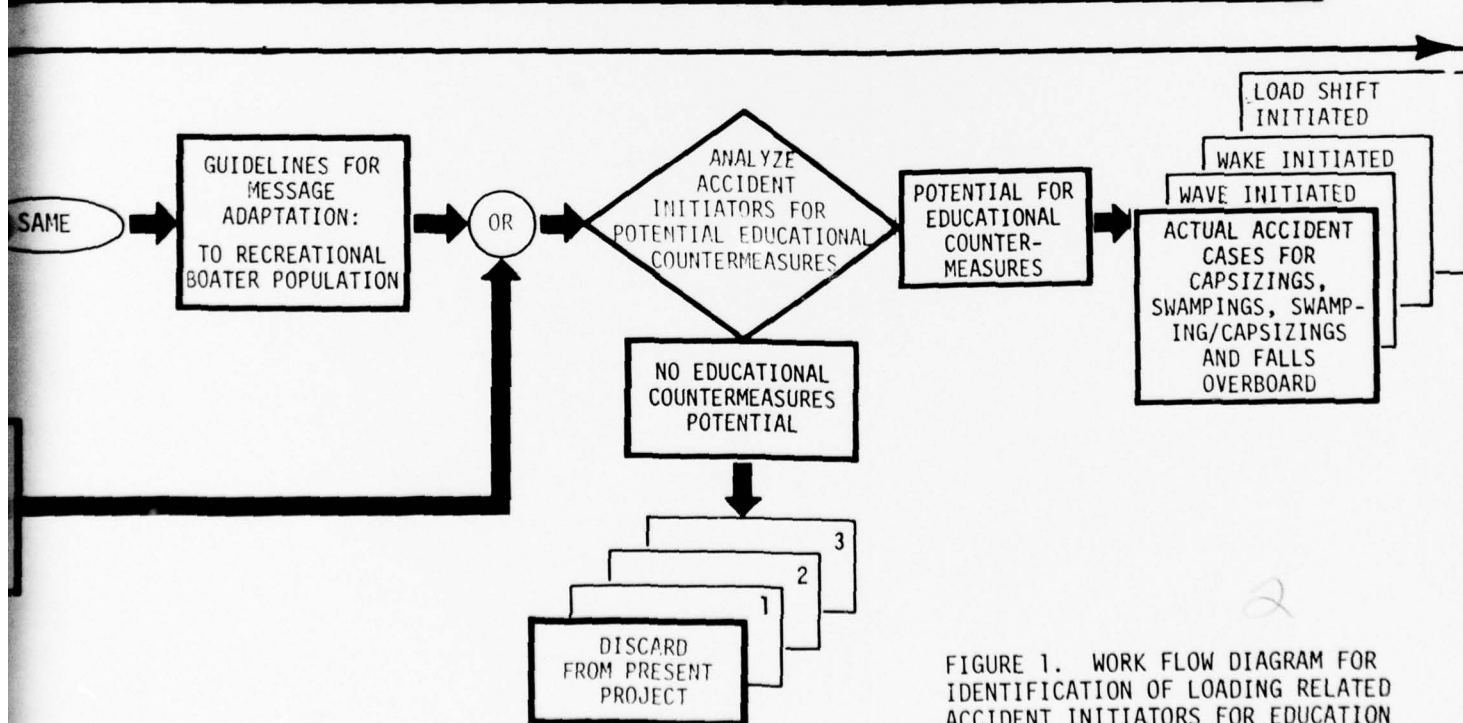 SAME
GUIDELINES FOR
MESSAGE
ADAPTATION:
TO RECREATIONAL
BOATER POPULATION
OR
ANALYZE
ACCIDENT
INITIATORS FOR
POTENTIAL EDUCATIONAL
COUNTERMEASURES
POTENTIAL FOR
EDUCATIONAL
COUNTER-
MEASURES
LOAD SHIFT
INITIATED
WAKE INITIATED
WAVE INITIATED
ACTUAL ACCIDENT
CASES FOR
CAPSIZINGS,
SWAMPINGS, SWAMP-
ING/CAPSIZINGS
AND FALLS
OVERBOARD
NO EDUCATIONAL
COUNTERMEASURES
POTENTIAL
3
2
1
DISCARD
FROM PRESENT
PROJECT
2
FIGURE 1. WORK FLOW DIAGRAM FOR
IDENTIFICATION OF LOADING RELATED
ACCIDENT INITIATORS FOR EDUCATION